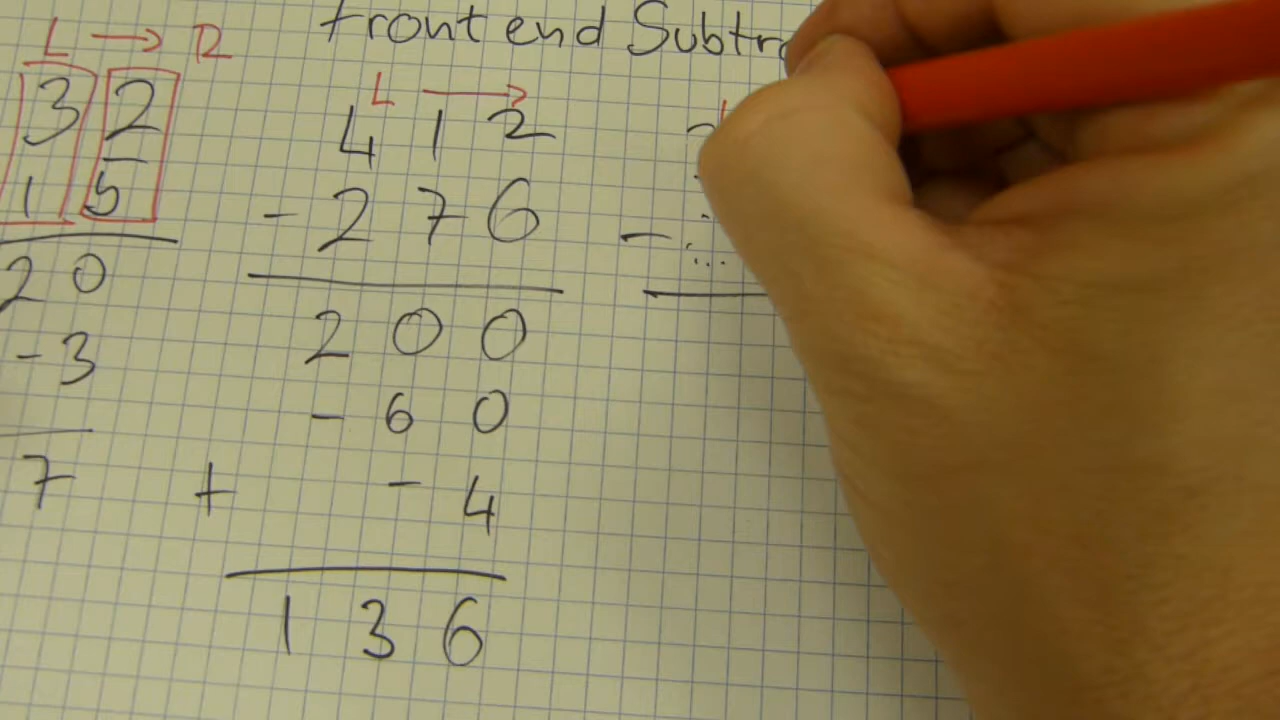 Front end Subtr
L → R
3 2
1 5
2 0
- 3
7
L →
4 1 2
- 2 7 6
2 0 0
- 6 0
+ - 4
1 3 6
-